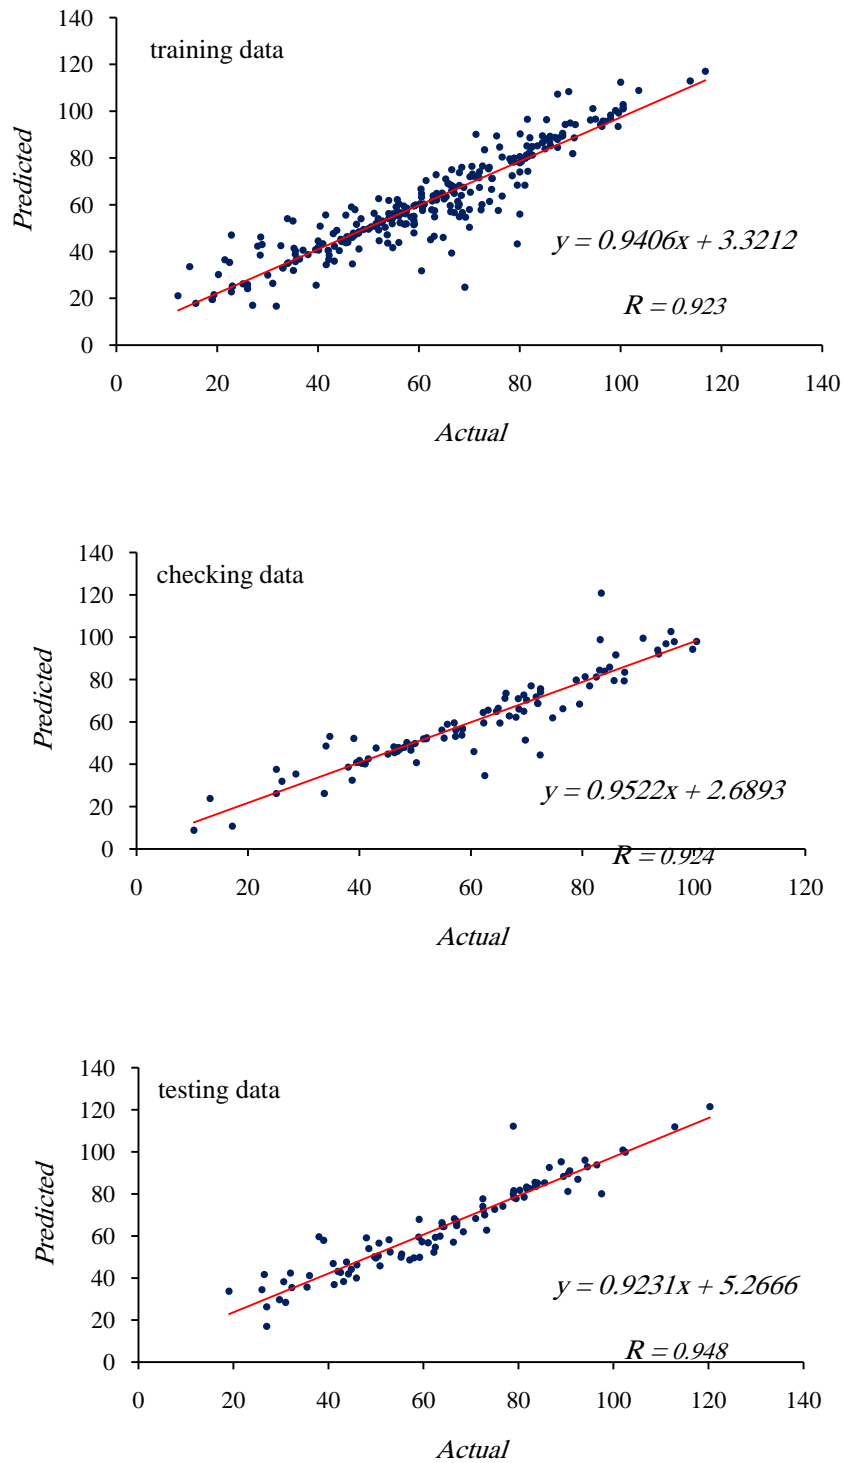 140
training data
120
100
80
60
40
20
0
Predicted
y = 0.9406x + 3.3212
R = 0.923
0 20 40 60 80 100 120 140
Actual
140
checking data
120
100
80
60
40
20
0
Predicted
y = 0.9522x + 2.6893
R = 0.924
0 20 40 60 80 100 120
Actual
140
testing data
120
100
80
60
40
20
0
Predicted
y = 0.9231x + 5.2666
R = 0.948
0 20 40 60 80 100 120 140
Actual